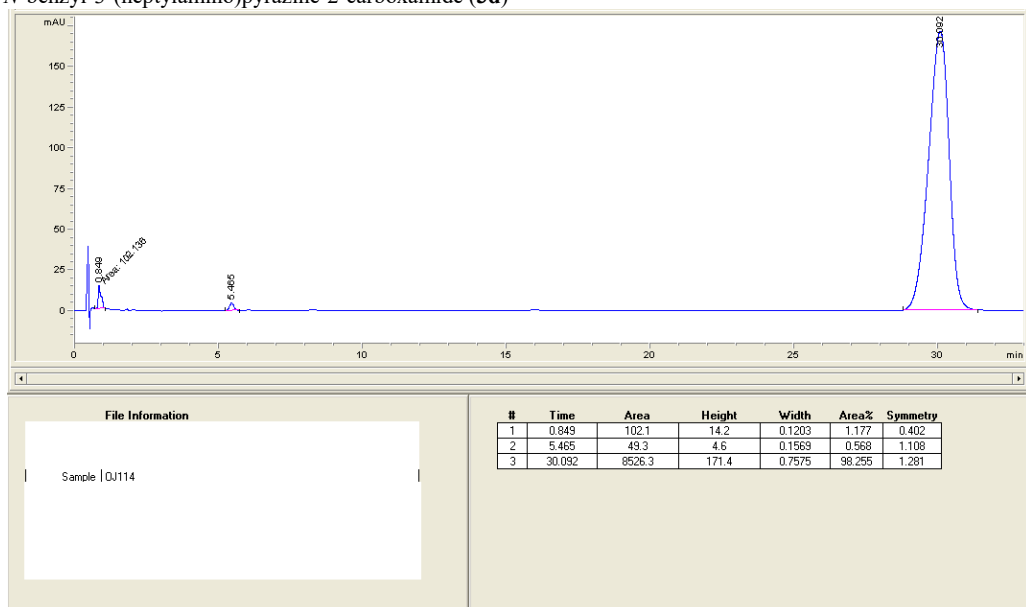 N-benzyl-3-(heptylamino)pyrazine-2-carboxamide (3d)
mAU
150
125
100
75
50
25
0
0.849
Area: 102.136
5.465
30.092
0 5 10 15 20 25 30 min
File Information
Sample OJ114
# Time Area Height Width Area% Symmetry
1 0.849 102.1 14.2 0.1203 1.177 0.402
2 5.465 49.3 4.6 0.1569 0.568 1.108
3 30.092 8526.3 171.4 0.7575 98.255 1.281